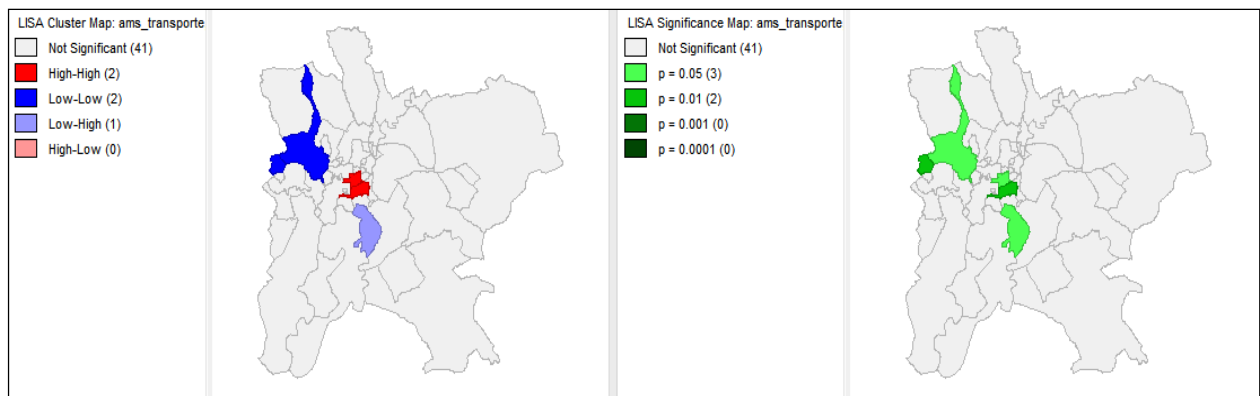 LISA Cluster Map: ams_transporte
Not Significant (41)
High-High (2)
Low-Low (2)
Low-High (1)
High-Low (0)
LISA Significance Map: ams_transporte
Not Significant (41)
p = 0.05 (3)
p = 0.01 (2)
p = 0.001 (0)
p = 0.0001 (0)